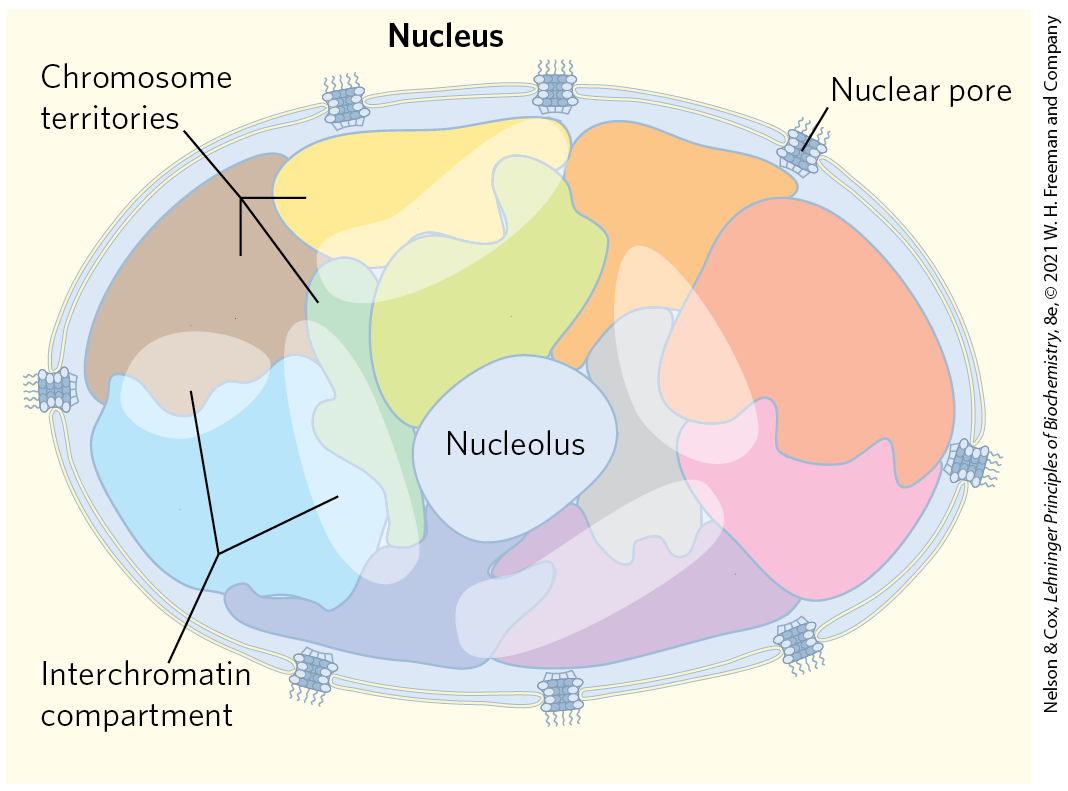 Nucleus
Chromosome
territories
Nuclear pore
Nucleolus
Interchromatin
compartment
Nelson & Cox, Lehninger Principles of Biochemistry, 8e, © 2021 W. H. Freeman and Company